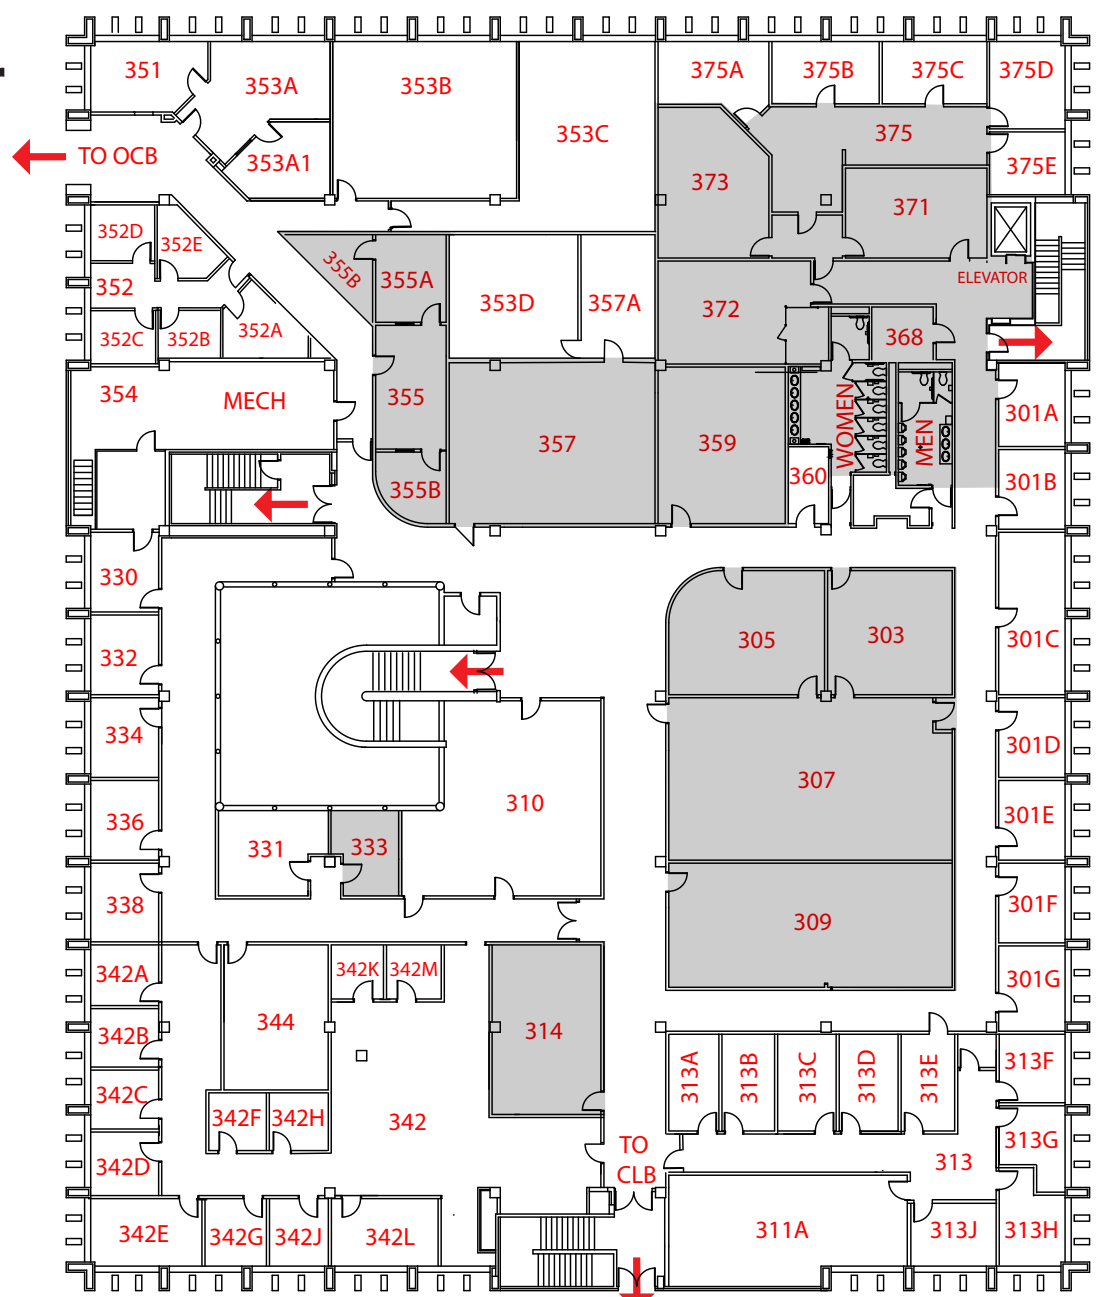 351
353A
353B
353C
375A
375B
375C
375D
375
TO OCB
353A1
373
375E
371
352D
352E
355B
355A
353D
357A
372
ELEVATOR
352
352C
352B
352A
368
354
MECH
355
357
359
WOMEN
MEN
301A
360
355B
301B
330
332
305
303
301C
334
301D
307
310
336
301E
331
333
338
309
301F
342A
342K
342M
301G
344
314
342B
313A
313B
313C
313D
313E
313F
342C
342F
342H
342
313G
342D
TO
CLB
313
342E
342G
342J
342L
311A
313J
313H